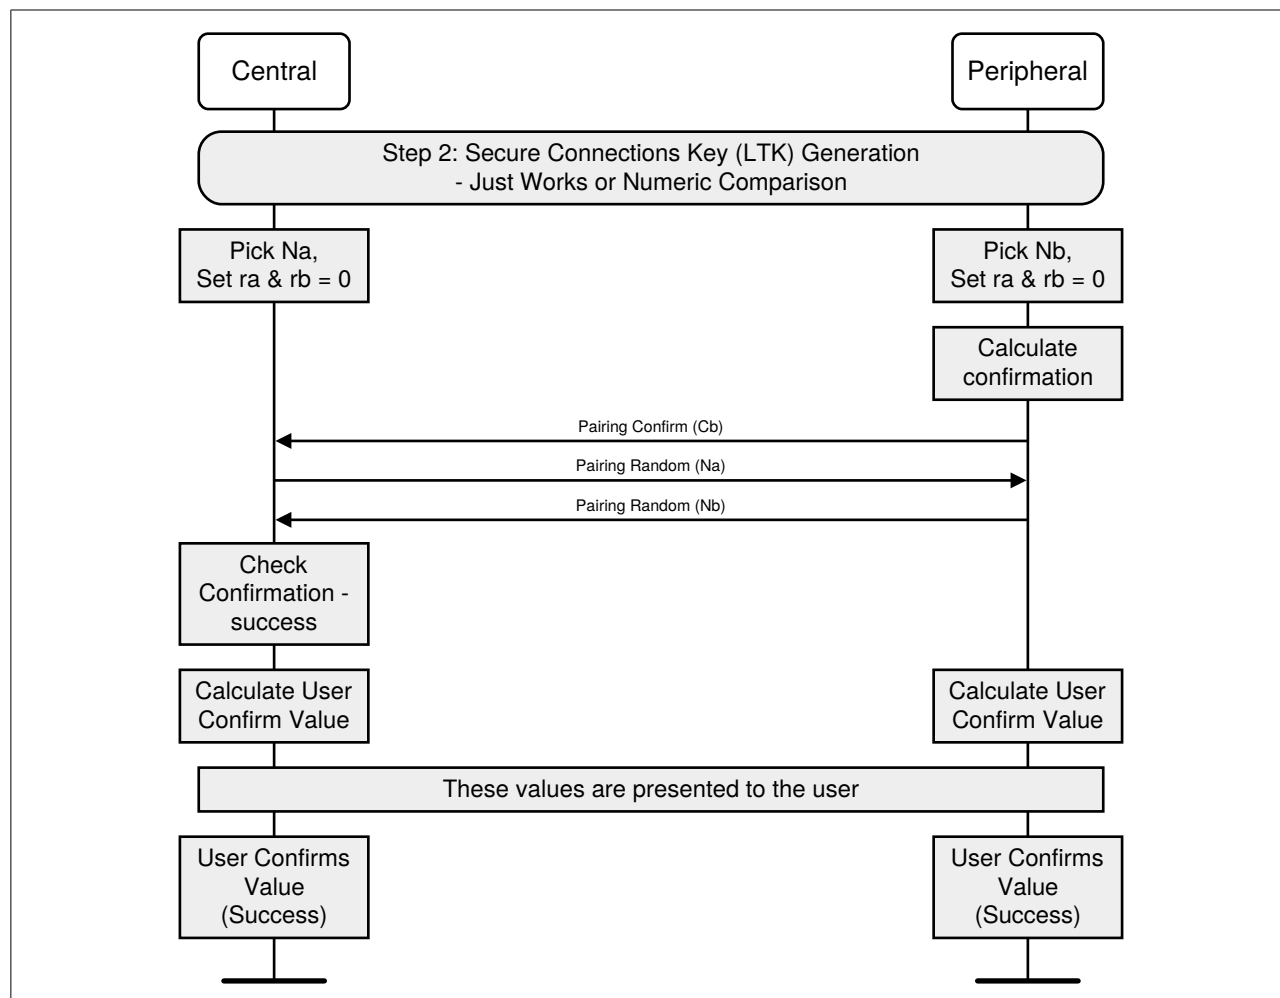 Central
Peripheral
Step 2: Secure Connections Key (LTK) Generation
- Just Works or Numeric Comparison
Pick Na,
Set ra & rb = 0
Pick Nb,
Set ra & rb = 0
Calculate
confirmation
Pairing Confirm (Cb)
Pairing Random (Na)
Pairing Random (Nb)
Check
Confirmation -
success
Calculate User
Confirm Value
Calculate User
Confirm Value
These values are presented to the user
User Confirms
Value
(Success)
User Confirms
Value
(Success)